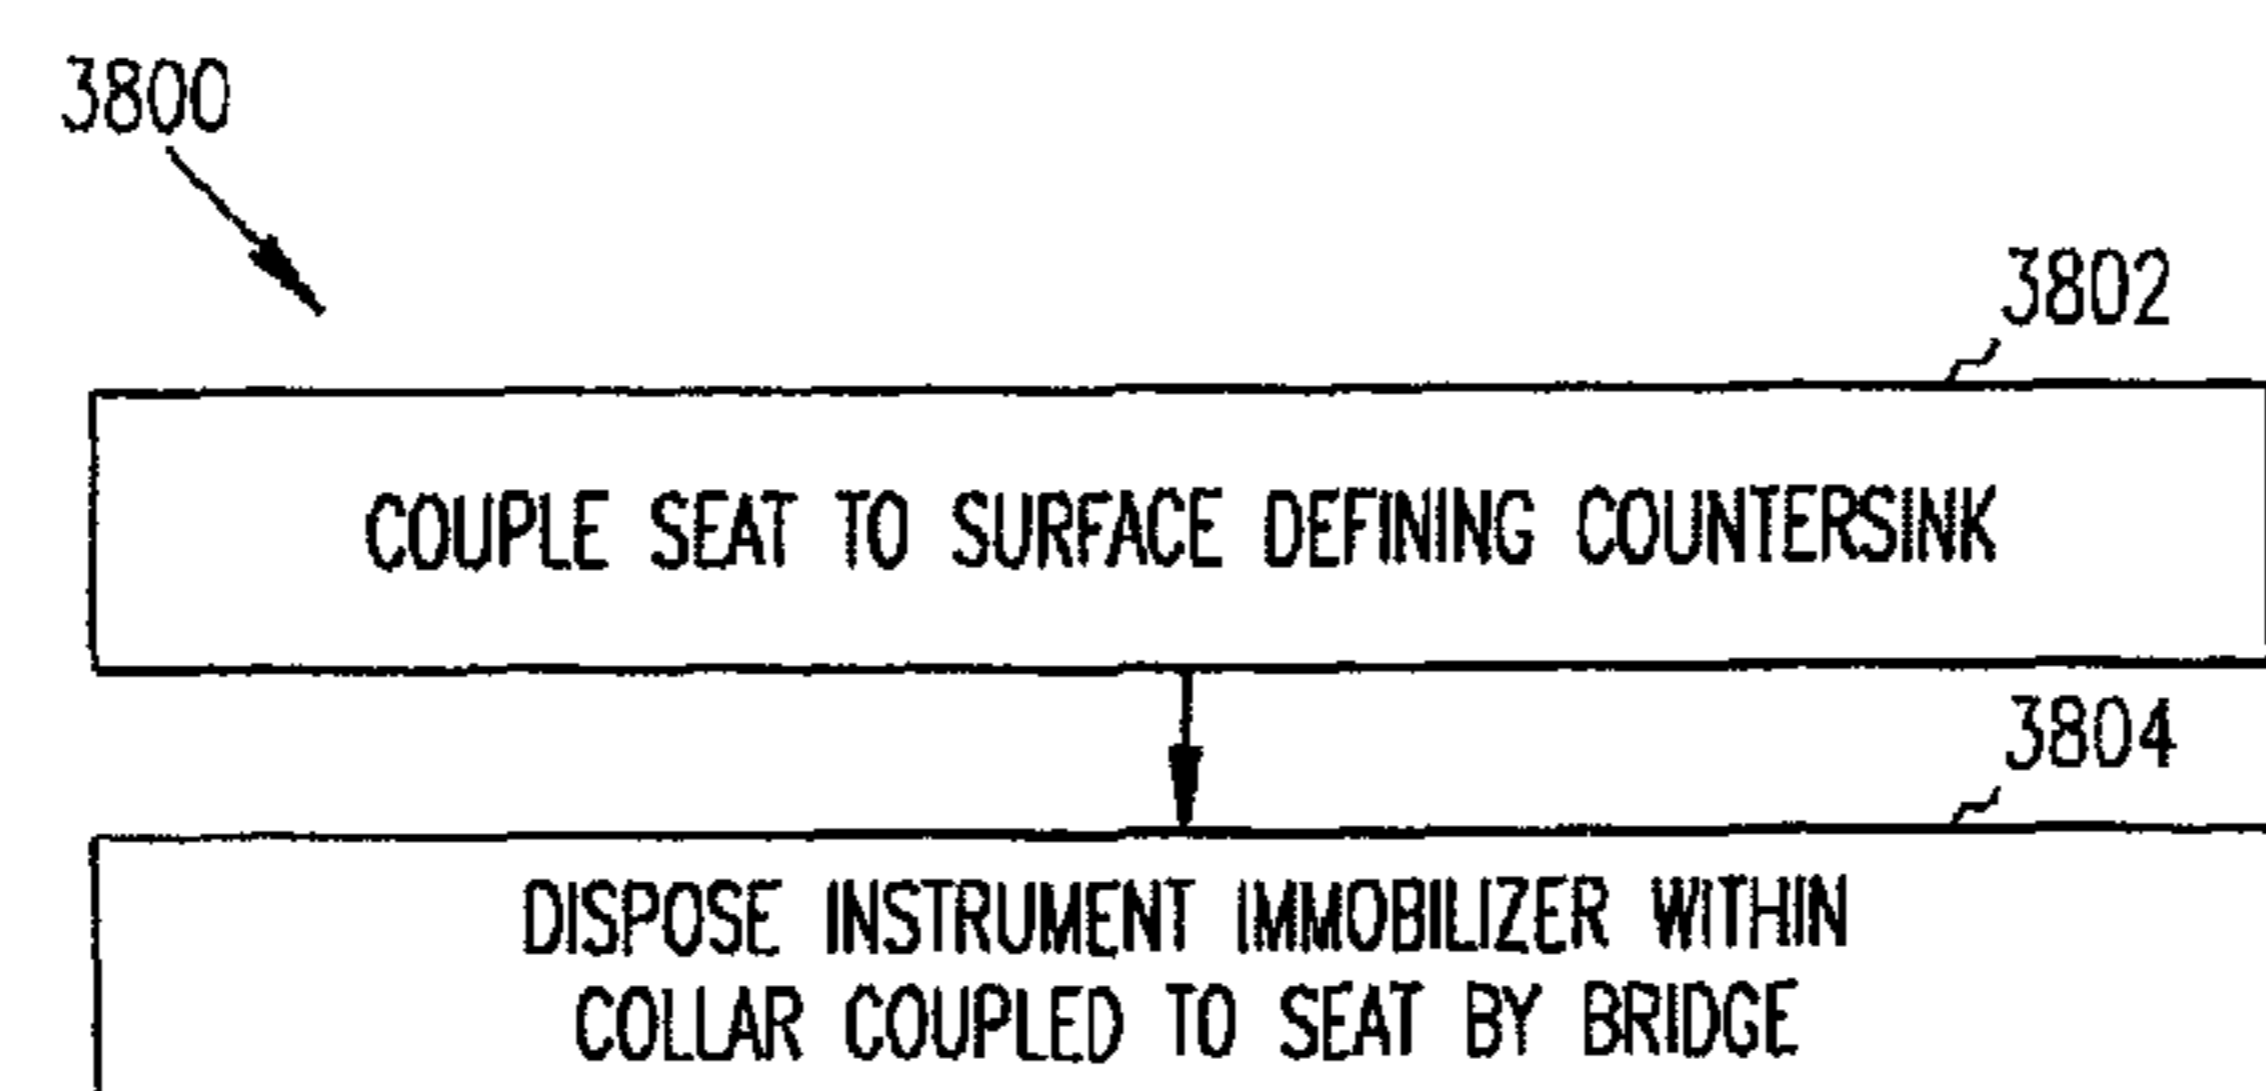 3800
3802
COUPLE SEAT TO SURFACE DEFINING COUNTERSINK
3804
DISPOSE INSTRUMENT IMMOBILIZER WITHIN
COLLAR COUPLED TO SEAT BY BRIDGE